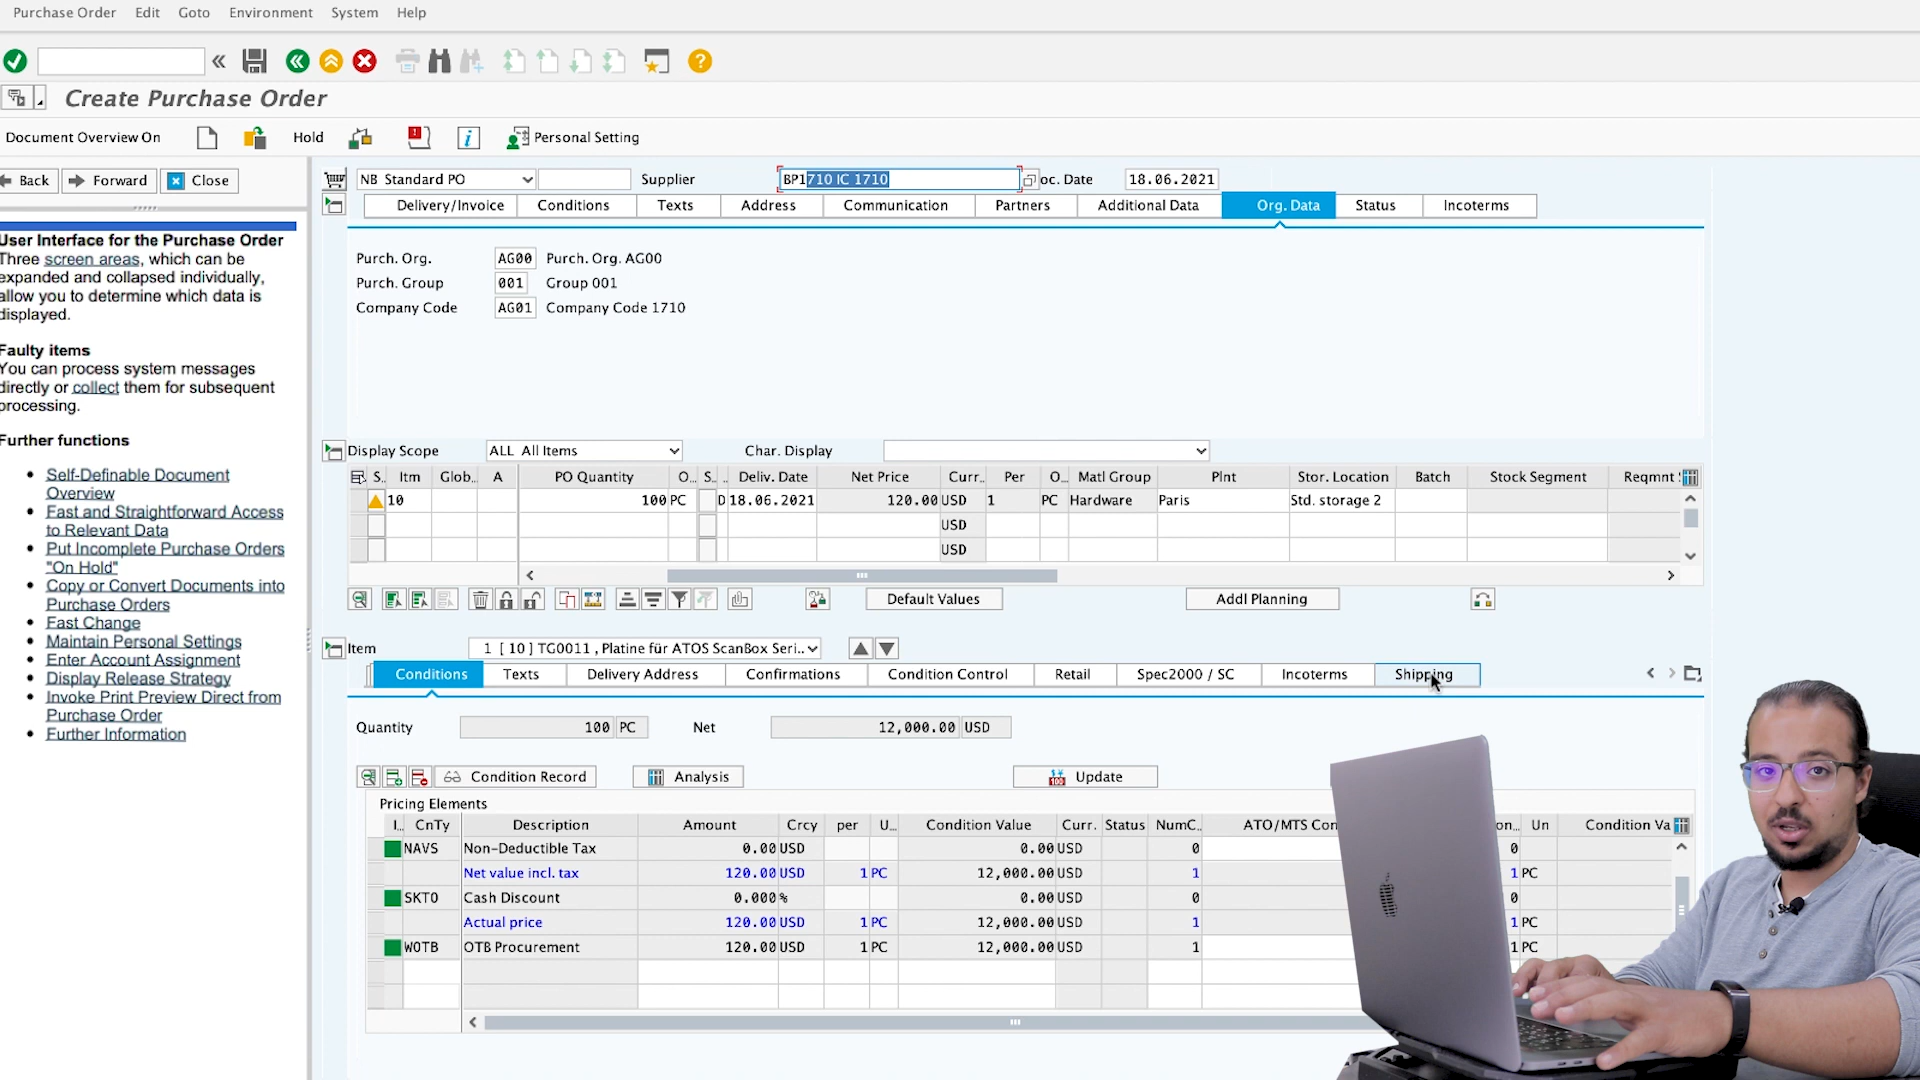 Purchase Order Edit Goto Environment System Help
Create Purchase Order
Document Overview On Hold Personal Setting
Back Forward Close
User Interface for the Purchase Order
Three screen areas, which can be
expanded and collapsed individually,
allow you to determine which data is
displayed.
Faulty items
You can process system messages
directly or collect them for subsequent
processing.
Further functions
Self-Definable Document
Overview
Fast and Straightforward Access
to Relevant Data
Put Incomplete Purchase Orders
"On Hold"
Copy or Convert Documents into
Purchase Orders
Fast Change
Maintain Personal Settings
Enter Account Assignment
Display Release Strategy
Invoke Print Preview Direct from
Purchase Order
Further Information
NB Standard PO Supplier BP1710 IC 1710 oc. Date 18.06.2021
Delivery/Invoice Conditions Texts Address Communication Partners Additional Data Org. Data Status Incoterms
Purch. Org. AG00 Purch. Org. AG00
Purch. Group 001 Group 001
Company Code AG01 Company Code 1710
Display Scope ALL All Items Char. Display
S.. Itm Glob.. A PO Quantity O... S.. .. Deliv. Date Net Price Curr.. Per O... Matl Group Plnt Stor. Location Batch Stock Segment Reqmnt
10 100 PC D 18.06.2021 120.00 USD 1 PC Hardware Paris Std. storage 2
USD
USD
Default Values Addl Planning
Item 1 [ 10 ] TG0011 , Platine für ATOS ScanBox Seri..
Conditions Texts Delivery Address Confirmations Condition Control Retail Spec2000 / SC Incoterms Shipping
Quantity 100 PC Net 12,000.00 USD
Condition Record Analysis Update
Pricing Elements
I.. CnTy Description Amount Crcy per U... Condition Value Curr. Status NumC.. ATO/MTS Con on... Un Condition Va
NAVS Non-Deductible Tax 0.00 USD 0.00 USD 0 0
Net value incl. tax 120.00 USD 1 PC 12,000.00 USD 1 1 PC
SKTO Cash Discount 0.000 % 0.00 USD 0 0
Actual price 120.00 USD 1 PC 12,000.00 USD 1 1 PC
WOTB OTB Procurement 120.00 USD 1 PC 12,000.00 USD 1 1 PC